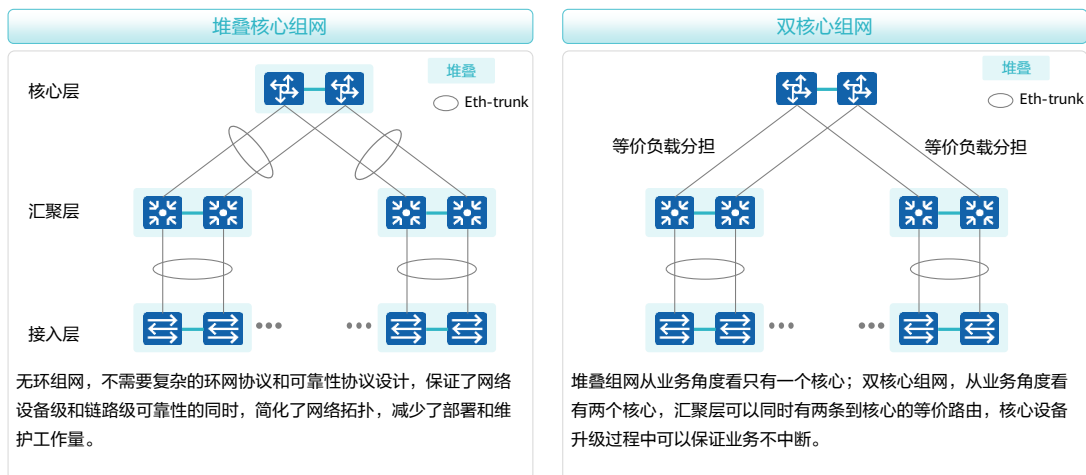 堆叠核心组网
核心层
堆叠
Eth-trunk
汇聚层
接入层
•••
•••
无环组网，不需要复杂的环网协议和可靠性协议设计，保证了网络
设备级和链路级可靠性的同时，简化了网络拓扑，减少了部署和维
护工作量。
双核心组网
堆叠
Eth-trunk
等价负载分担
等价负载分担
•••
•••
堆叠组网从业务角度看只有一个核心；双核心组网，从业务角度看
有两个核心，汇聚层可以同时有两条到核心的等价路由，核心设备
升级过程中可以保证业务不中断。